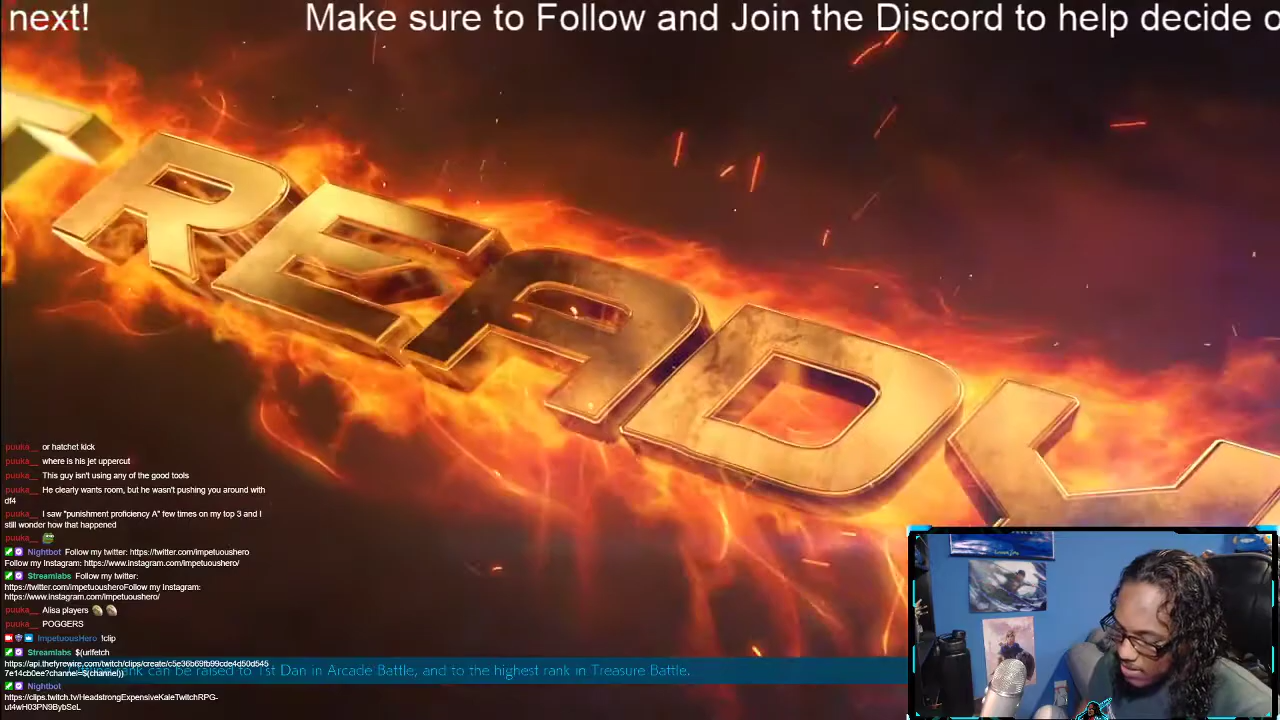 next! Make sure to Follow and Join the Discord to help decide
READY
puuka__ or hatchet kick
puuka__ where is his jet uppercut
puuka__ This guy isn't using any of the good tools
puuka__ He clearly wants room, but he wasn't pushing you around with
df4
puuka__ I saw "punishment proficiency A" few times on my top 3 and I
still wonder how that happened
puuka__
Nightbot Follow my twitter: https://twitter.com/impetuoushero
Follow my Instagram: https://www.instagram.com/impetuoushero/
Streamlabs Follow my twitter:
https://twitter.com/impetuousheroFollow my Instagram:
https://www.instagram.com/impetuoushero/
puuka__ Alisa players
puuka__ POGGERS
ImpetuousHero !clip
Streamlabs $(urlfetch
https://api.thefyrewire.com/twitch/clips/create/c5e36b69fb99cde4d50d545
7e14cb0ee?channel=$(channel))
rank can be raised to 1st Dan in Arcade Battle, and to the highest rank in Treasure Battle.
Nightbot
https://clips.twitch.tv/HeadstrongExpensiveKaleTwitchRPG-
ut4wH03PN9BybSeL